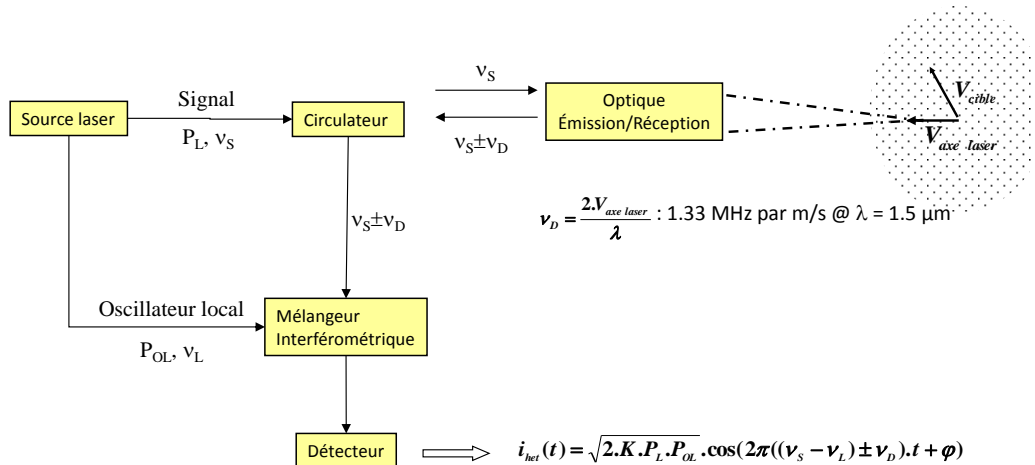 Source laser
Signal
P_L, ν_S
Circulateur
ν_S
ν_S±ν_D
Optique
Émission/Réception
V_cible
V_axe laser
ν_D = 2.V_axe laser / λ : 1.33 MHz par m/s @ λ = 1.5 μm
ν_S±ν_D
Oscillateur local
P_OL, ν_L
Mélangeur
Interférométrique
Détecteur
i_het(t) = √2.K.P_L.P_OL.cos(2π((ν_S − ν_L) ± ν_D).t + φ)